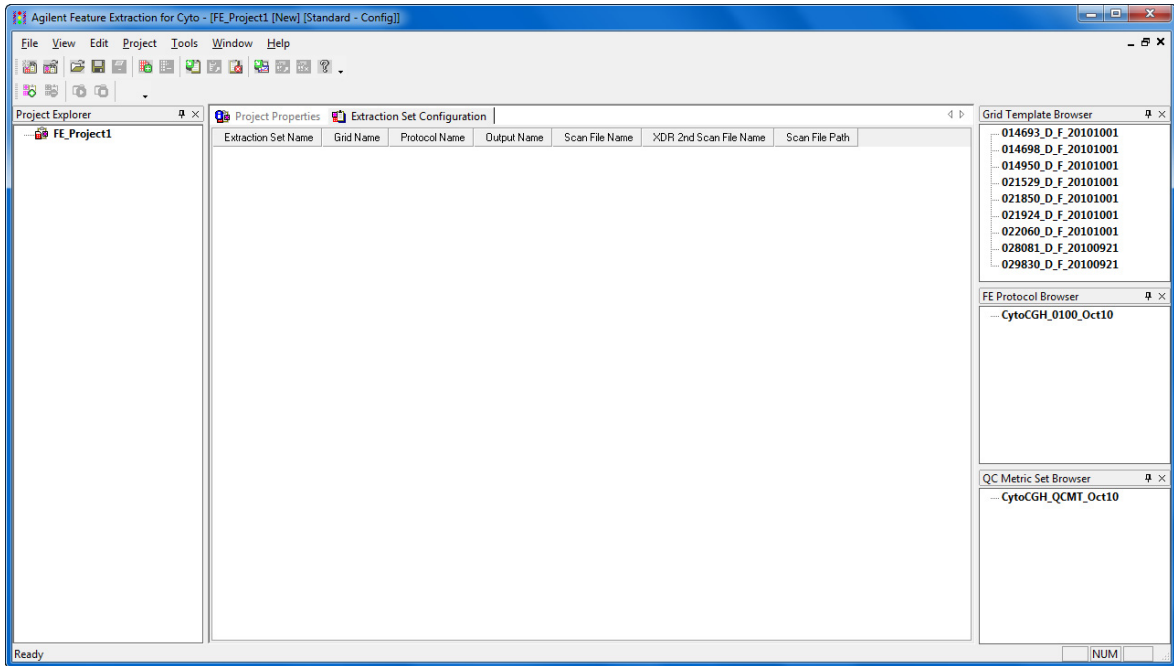 Agilent Feature Extraction for Cyto - [FE_Project1 [New] [Standard - Config]]
File View Edit Project Tools Window Help
Project Explorer
FE_Project1
Project Properties Extraction Set Configuration
Extraction Set Name Grid Name Protocol Name Output Name Scan File Name XDR 2nd Scan File Name Scan File Path
Grid Template Browser
014693_D_F_20101001
014698_D_F_20101001
014950_D_F_20101001
021529_D_F_20101001
021850_D_F_20101001
021924_D_F_20101001
022060_D_F_20101001
028081_D_F_20100921
029830_D_F_20100921
FE Protocol Browser
CytoCGH_0100_Oct10
QC Metric Set Browser
CytoCGH_QCMT_Oct10
Ready NUM